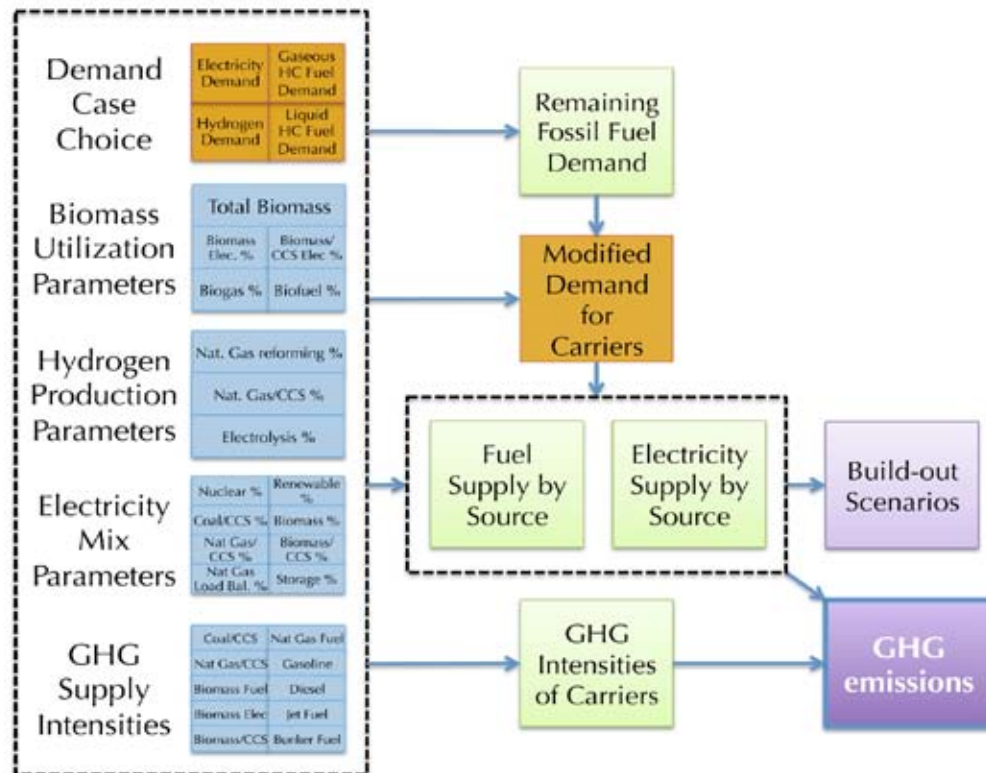 Demand
Case
Choice
Electricity
Demand
Gaseous
HC Fuel
Demand
Hydrogen
Demand
Liquid
HC Fuel
Demand
Biomass
Utilization
Parameters
Total Biomass
Biomass
Elec. %
Biomass/
CCS Elec %
Biogas %
Biofuel %
Hydrogen
Production
Parameters
Nat. Gas reforming %
Nat. Gas/CCS %
Electrolysis %
Electricity
Mix
Parameters
Nuclear %
Renewable
%
Coal/CCS %
Biomass %
Nat Gas/
CCS %
Biomass/
CCS %
Nat Gas
Load Bal. %
Storage %
GHG
Supply
Intensities
Coal/CCS
Nat Gas Fuel
Nat Gas/CCS
Gasoline
Biomass Fuel
Diesel
Biomass Elec
Jet Fuel
Biomass/CCS
Bunker Fuel
Remaining
Fossil Fuel
Demand
Modified
Demand
for
Carriers
Fuel
Supply by
Source
Electricity
Supply by
Source
Build-out
Scenarios
GHG
Intensities
of Carriers
GHG
emissions